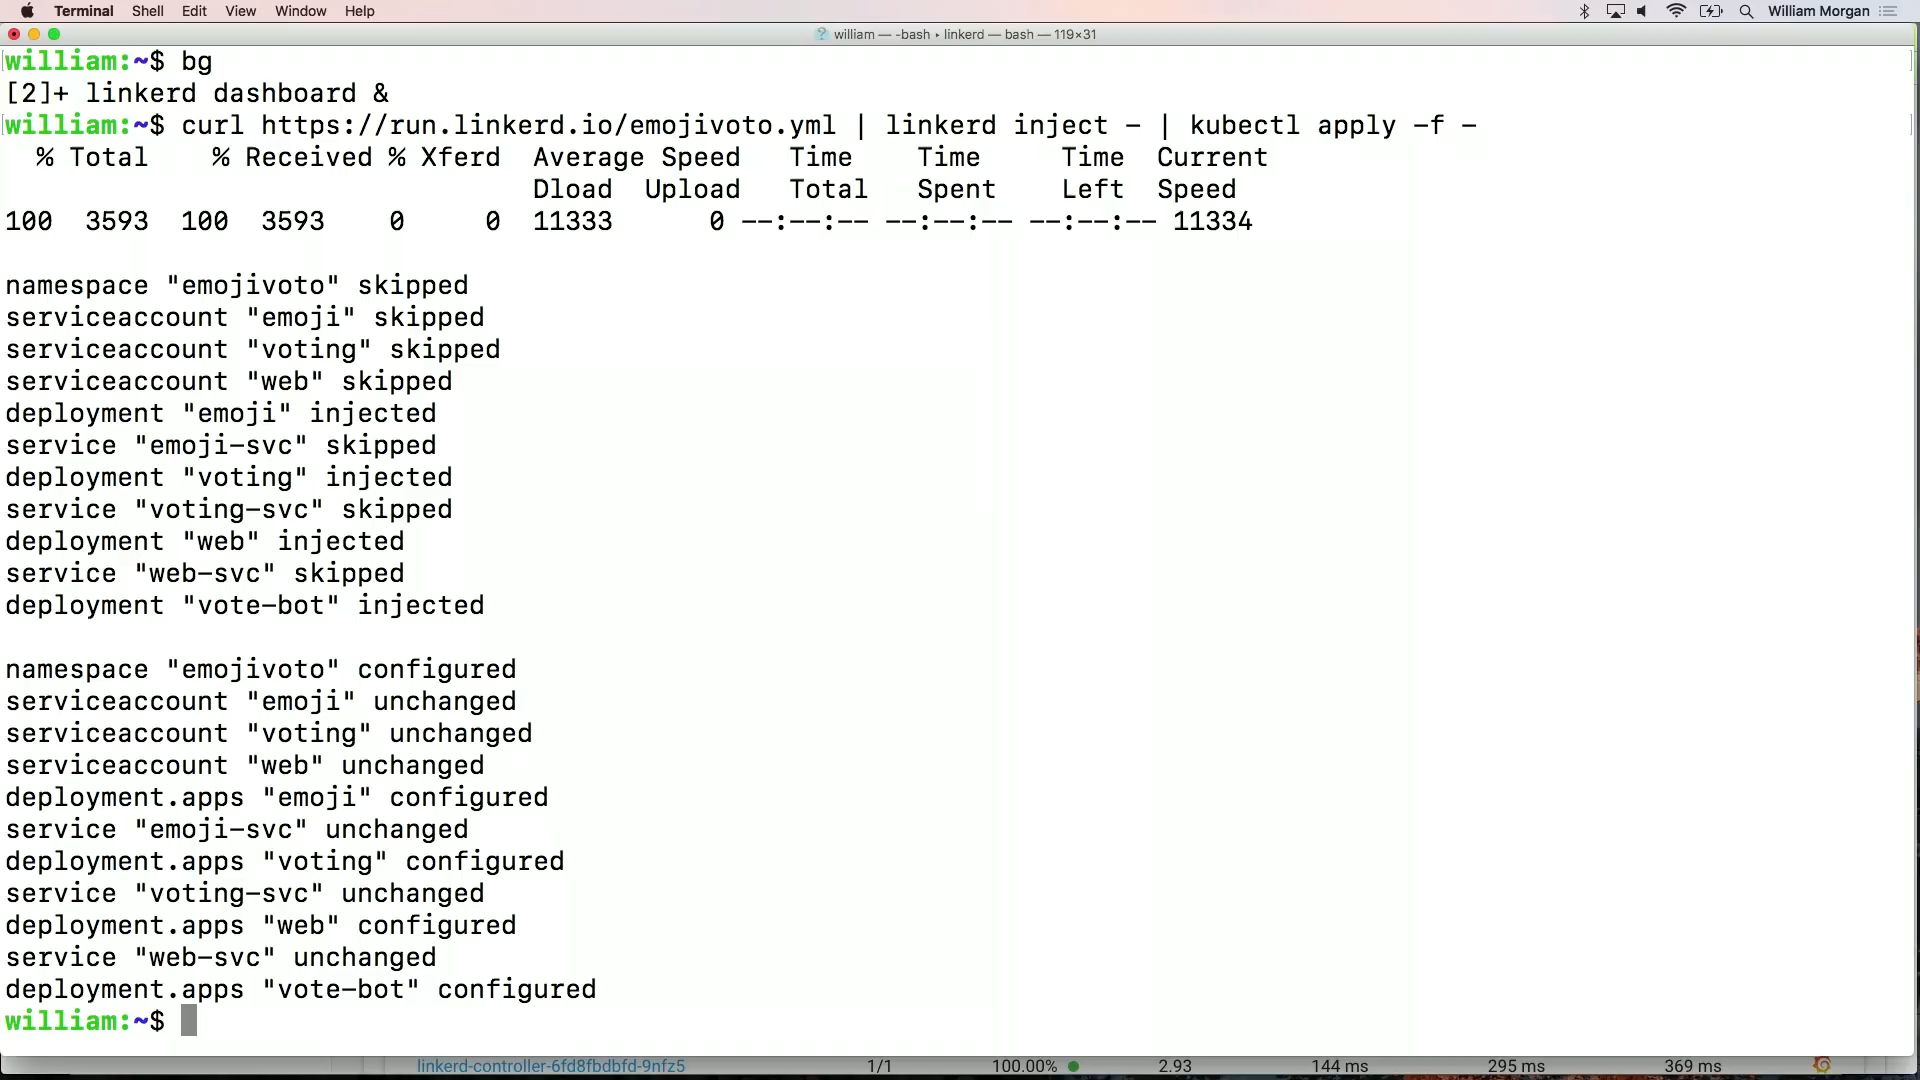 Terminal Shell Edit View Window Help William Morgan
william — -bash ▸ linkerd — bash — 119×31
william:~$ bg
[2]+ linkerd dashboard &
william:~$ curl https://run.linkerd.io/emojivoto.yml | linkerd inject - | kubectl apply -f -
% Total % Received % Xferd Average Speed Time Time Time Current
Dload Upload Total Spent Left Speed
100 3593 100 3593 0 0 11333 0 --:--:-- --:--:-- --:--:-- 11334
namespace "emojivoto" skipped
serviceaccount "emoji" skipped
serviceaccount "voting" skipped
serviceaccount "web" skipped
deployment "emoji" injected
service "emoji-svc" skipped
deployment "voting" injected
service "voting-svc" skipped
deployment "web" injected
service "web-svc" skipped
deployment "vote-bot" injected
namespace "emojivoto" configured
serviceaccount "emoji" unchanged
serviceaccount "voting" unchanged
serviceaccount "web" unchanged
deployment.apps "emoji" configured
service "emoji-svc" unchanged
deployment.apps "voting" configured
service "voting-svc" unchanged
deployment.apps "web" configured
service "web-svc" unchanged
deployment.apps "vote-bot" configured
william:~$
linkerd-controller-6fd8fbdbfd-9nfz5 1/1 100.00% 2.93 144 ms 295 ms 369 ms